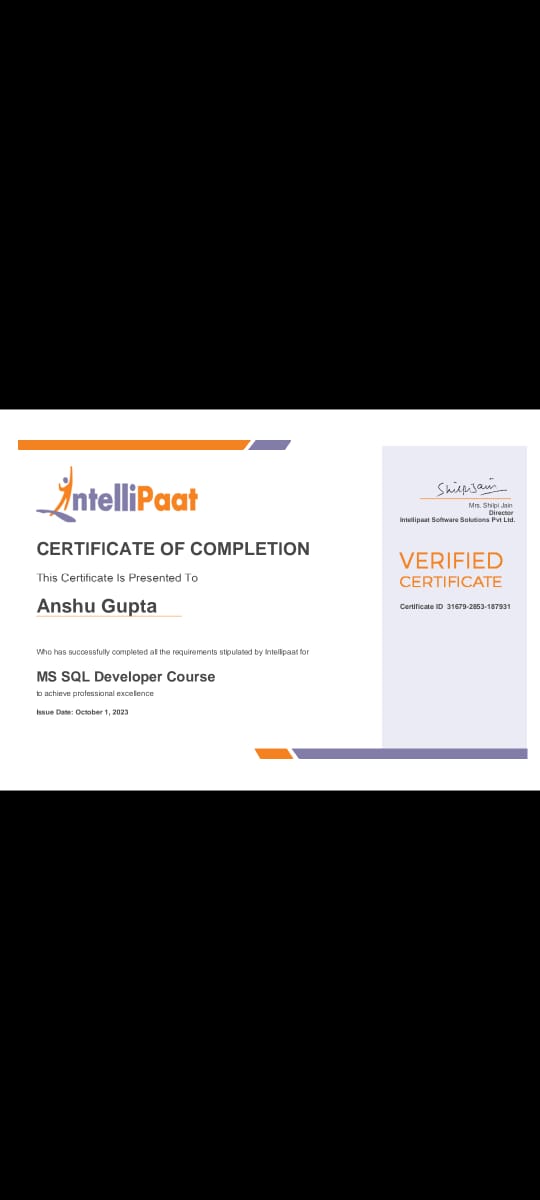 IntelliPaat
CERTIFICATE OF COMPLETION
This Certificate Is Presented To
Anshu Gupta
Who has successfully completed all the requirements stipulated by Intellipaat for
MS SQL Developer Course
to achieve professional excellence
Issue Date: October 1, 2023
Shilpi Jain
Mrs. Shilpi Jain
Director
Intellipaat Software Solutions Pvt Ltd.
VERIFIED
CERTIFICATE
Certificate ID 31679-2853-187931